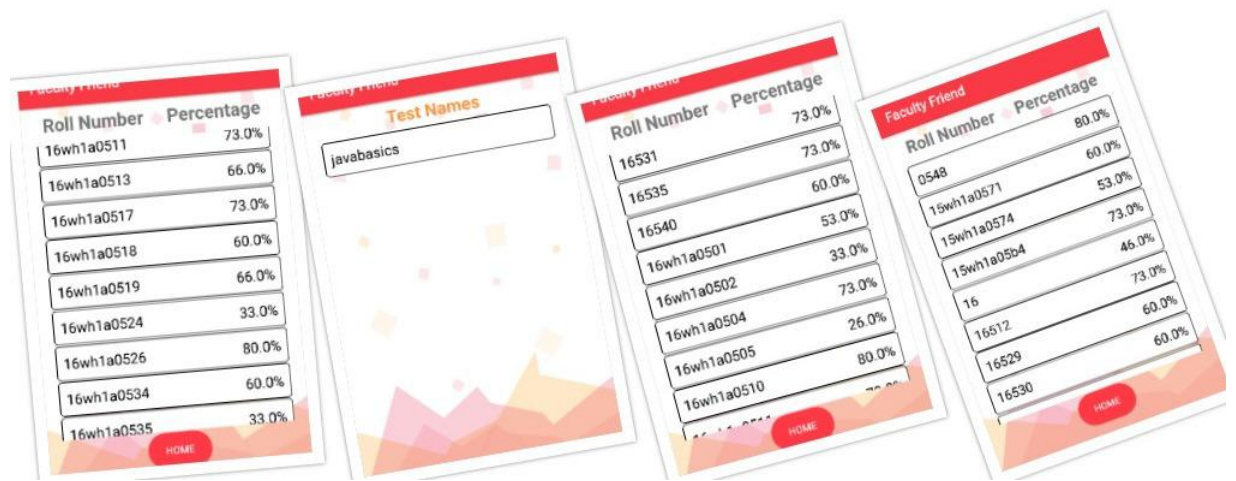 Faculty Friend
Roll Number Percentage
16wh1a0511 73.0%
16wh1a0513 66.0%
16wh1a0517 73.0%
16wh1a0518 60.0%
16wh1a0519 66.0%
16wh1a0524 33.0%
16wh1a0526 80.0%
16wh1a0534 60.0%
16wh1a0535 33.0%
HOME
Faculty Friend
Test Names
javabasics
Faculty Friend
Roll Number Percentage
16531 73.0%
16535 73.0%
16540 60.0%
16wh1a0501 53.0%
16wh1a0502 33.0%
16wh1a0504 73.0%
16wh1a0505 26.0%
16wh1a0510 80.0%
HOME
Faculty Friend
Roll Number Percentage
0548 80.0%
15wh1a0571 60.0%
15wh1a0574 53.0%
15wh1a05b4 73.0%
16 46.0%
16512 73.0%
16529 60.0%
16530 60.0%
HOME